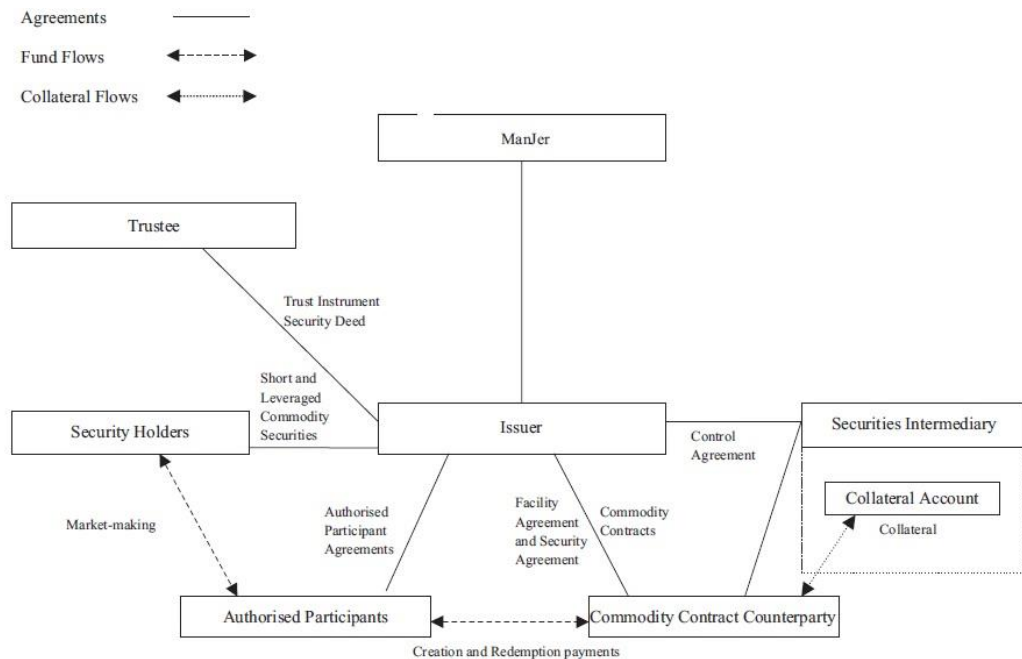 Agreements
Fund Flows
Collateral Flows
ManJer
Trustee
Trust Instrument
Security Deed
Short and
Leveraged
Commodity
Securities
Security Holders
Issuer
Control
Agreement
Securities Intermediary
Collateral Account
Collateral
Market-making
Authorised
Participant
Agreements
Facility
Agreement
and Security
Agreement
Commodity
Contracts
Authorised Participants
Commodity Contract Counterparty
Creation and Redemption payments